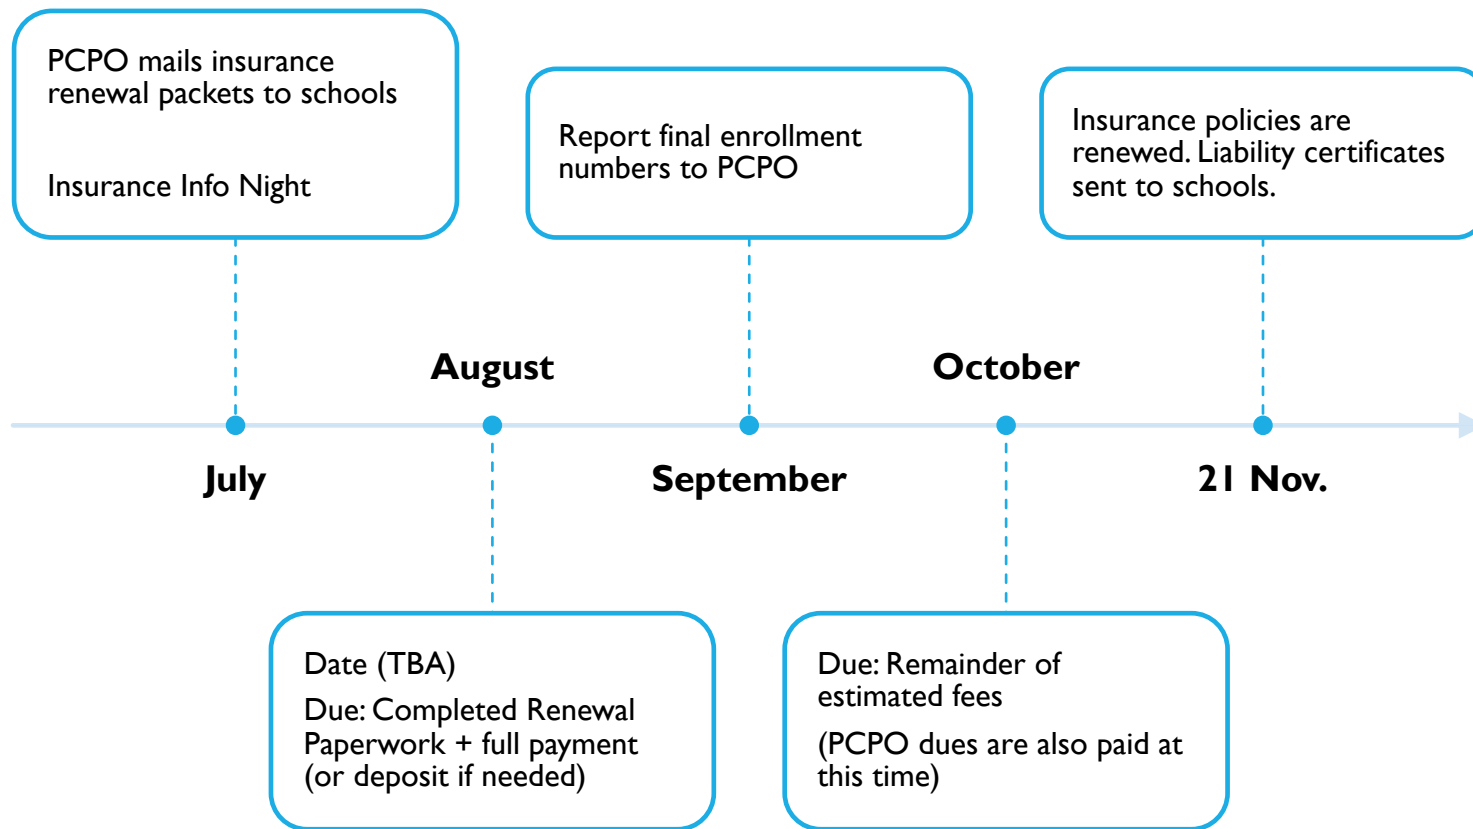 PCPO mails insurance
renewal packets to schools
Insurance Info Night
Report final enrollment
numbers to PCPO
Insurance policies are
renewed. Liability certificates
sent to schools.
August
October
July
September
21 Nov.
Date (TBA)
Due: Completed Renewal
Paperwork + full payment
(or deposit if needed)
Due: Remainder of
estimated fees
(PCPO dues are also paid at
this time)